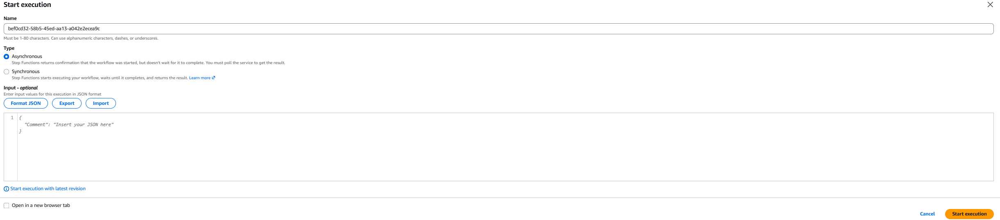 Start execution
Name
bef0cd32-58b5-45ed-aa13-a042e2ecea9c
Must be 1-80 characters. Can use alphanumeric characters, dashes, or underscores.
Type
Asynchronous
Step Functions returns confirmation that the workflow was started, but doesn't wait for it to complete. You must poll the service to get the result.
Synchronous
Step Functions starts executing your workflow, waits until it completes, and returns the result. Learn more
Input - optional
Enter input values for this execution in JSON format
Format JSON Export Import
1 {
"Comment": "Insert your JSON here"
}
Start execution with latest revision
Open in a new browser tab
Cancel Start execution